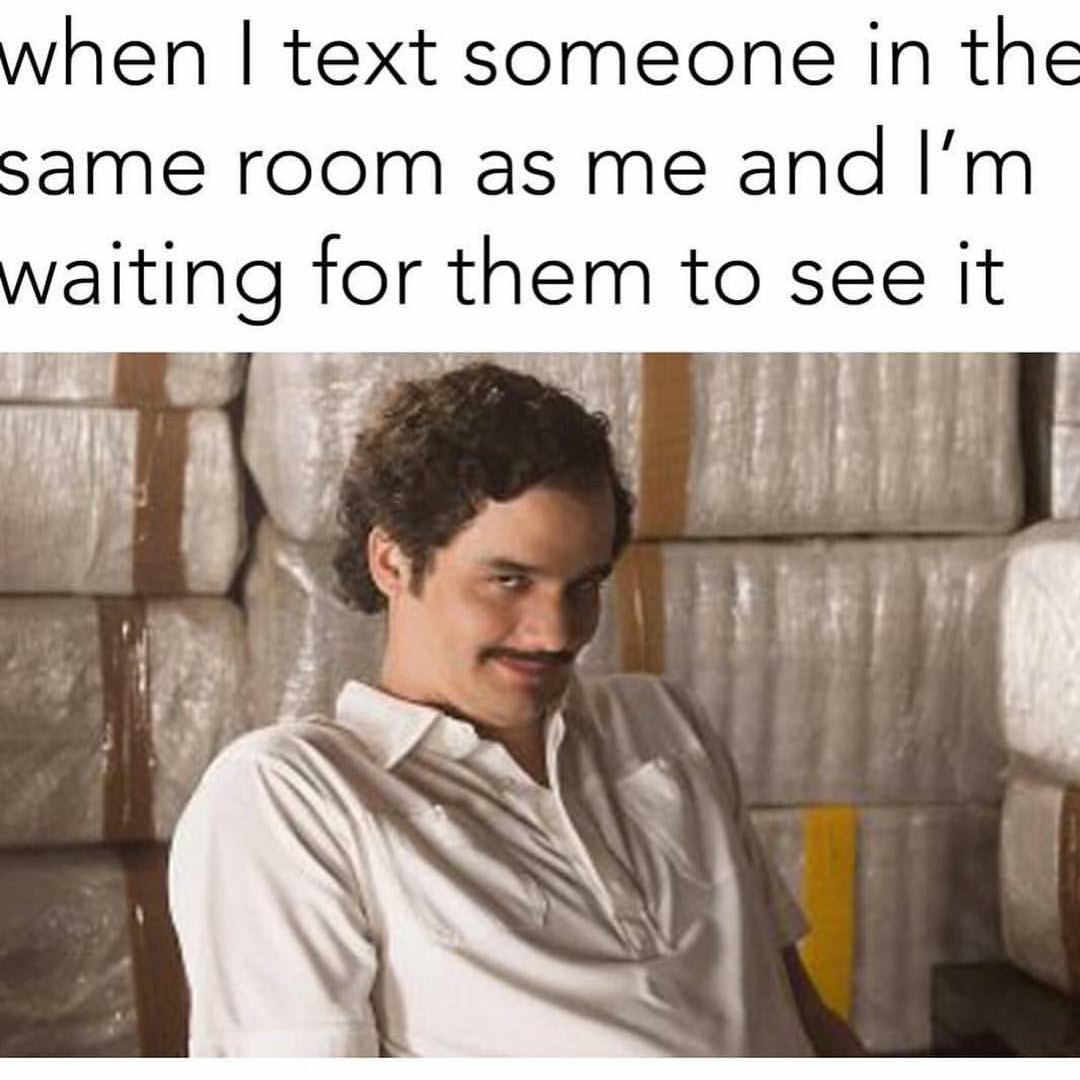 when I text someone in the
same room as me and I’m
waiting for them to see it